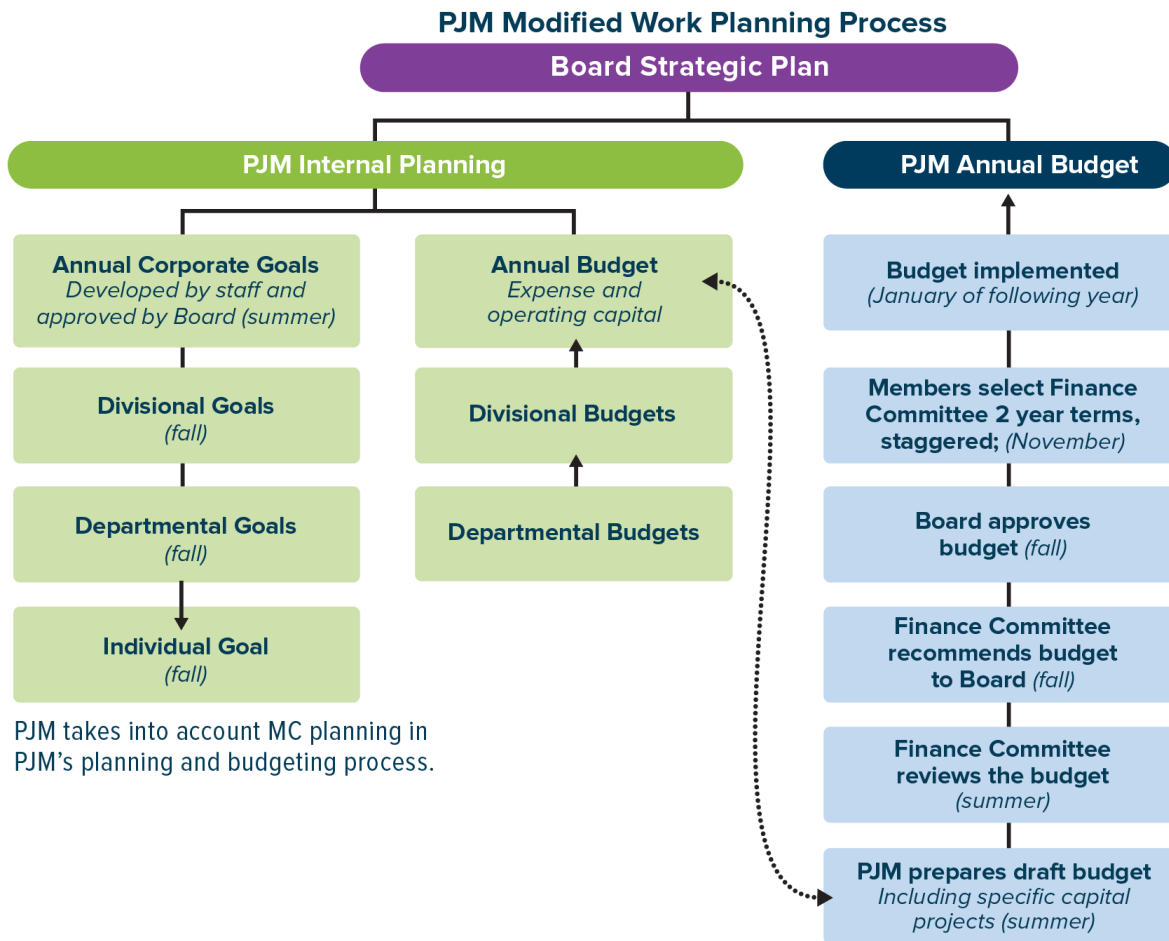 PJM Modified Work Planning Process
Board Strategic Plan
PJM Internal Planning
Annual Corporate Goals
Developed by staff and
approved by Board (summer)
Divisional Goals
(fall)
Departmental Goals
(fall)
Individual Goal
(fall)
PJM takes into account MC planning in
PJM’s planning and budgeting process.
Annual Budget
Expense and
operating capital
Divisional Budgets
Departmental Budgets
PJM Annual Budget
Budget implemented
(January of following year)
Members select Finance
Committee 2 year terms,
staggered; (November)
Board approves
budget (fall)
Finance Committee
recommends budget
to Board (fall)
Finance Committee
reviews the budget
(summer)
PJM prepares draft budget
Including specific capital
projects (summer)